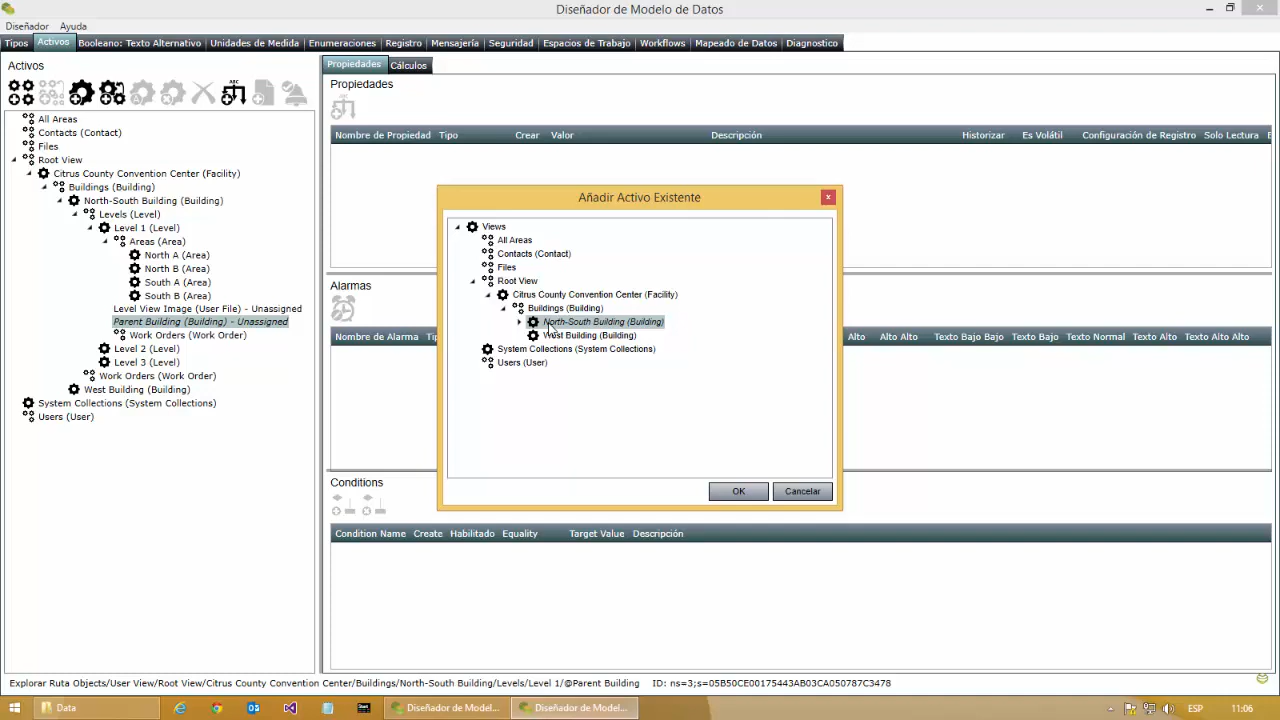 Diseñador de Modelo de Datos
Diseñador Ayuda
Tipos Activos Booleano: Texto Alternativo Unidades de Medida Enumeraciones Registro Mensajería Seguridad Espacios de Trabajo Workflows Mapeado de Datos Diagnostico
Activos
All Areas
Contacts (Contact)
Files
Root View
Citrus County Convention Center (Facility)
Buildings (Building)
North-South Building (Building)
Levels (Level)
Level 1 (Level)
Areas (Area)
North A (Area)
North B (Area)
South A (Area)
South B (Area)
Level View Image (User File) - Unassigned
Parent Building (Building) - Unassigned
Work Orders (Work Order)
Level 2 (Level)
Level 3 (Level)
Work Orders (Work Order)
West Building (Building)
System Collections (System Collections)
Users (User)
Propiedades Cálculos
Propiedades
Nombre de Propiedad Tipo Crear Valor Descripción Historizar Es Volátil Configuración de Registro Solo Lectura E
Alarmas
Nombre de Alarma Alto Alto Alto Texto Bajo Bajo Texto Bajo Texto Normal Texto Alto Texto Alto Alto
Conditions
Condition Name Create Habilitado Equality Target Value Descripción
Añadir Activo Existente
Views
All Areas
Contacts (Contact)
Files
Root View
Citrus County Convention Center (Facility)
Buildings (Building)
North-South Building (Building)
West Building (Building)
System Collections (System Collections)
Users (User)
OK Cancelar
Explorar Ruta Objects/User View/Root View/Citrus County Convention Center/Buildings/North-South Building/Levels/Level 1/@Parent Building ID: ns=3;s=05B50CE00175443AB03CA050787C3478
Data Diseñador de Model... Diseñador de Model... ESP 11:06